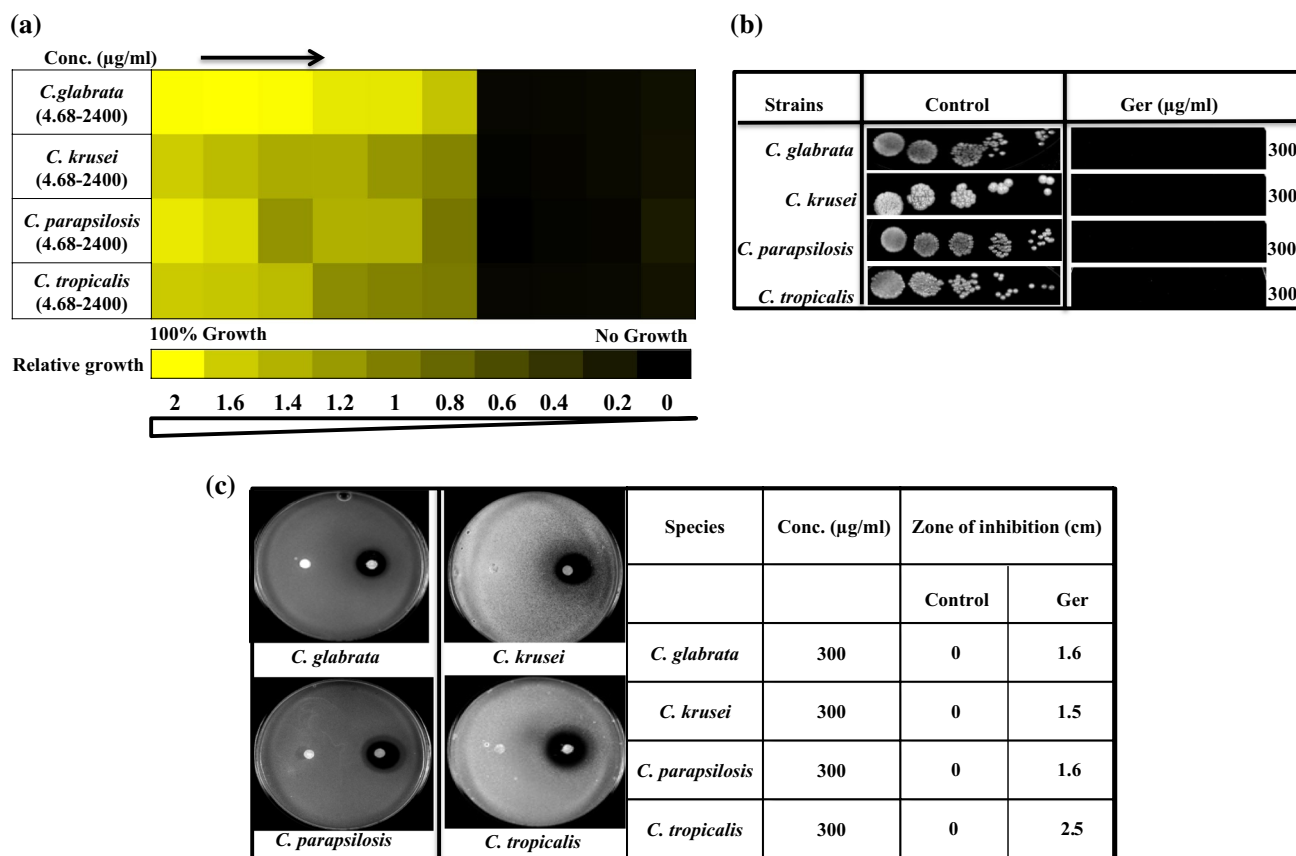 (a)
Conc. (µg/ml)
C.glabrata
(4.68-2400)
C. krusei
(4.68-2400)
C. parapsilosis
(4.68-2400)
C. tropicalis
(4.68-2400)
100% Growth No Growth
Relative growth
2 1.6 1.4 1.2 1 0.8 0.6 0.4 0.2 0
(b)
Strains Control Ger (µg/ml)
C. glabrata 300
C. krusei 300
C. parapsilosis 300
C. tropicalis 300
(c)
C. glabrata C. krusei
C. parapsilosis C. tropicalis
Species Conc. (µg/ml) Zone of inhibition (cm)
Control Ger
C. glabrata 300 0 1.6
C. krusei 300 0 1.5
C. parapsilosis 300 0 1.6
C. tropicalis 300 0 2.5